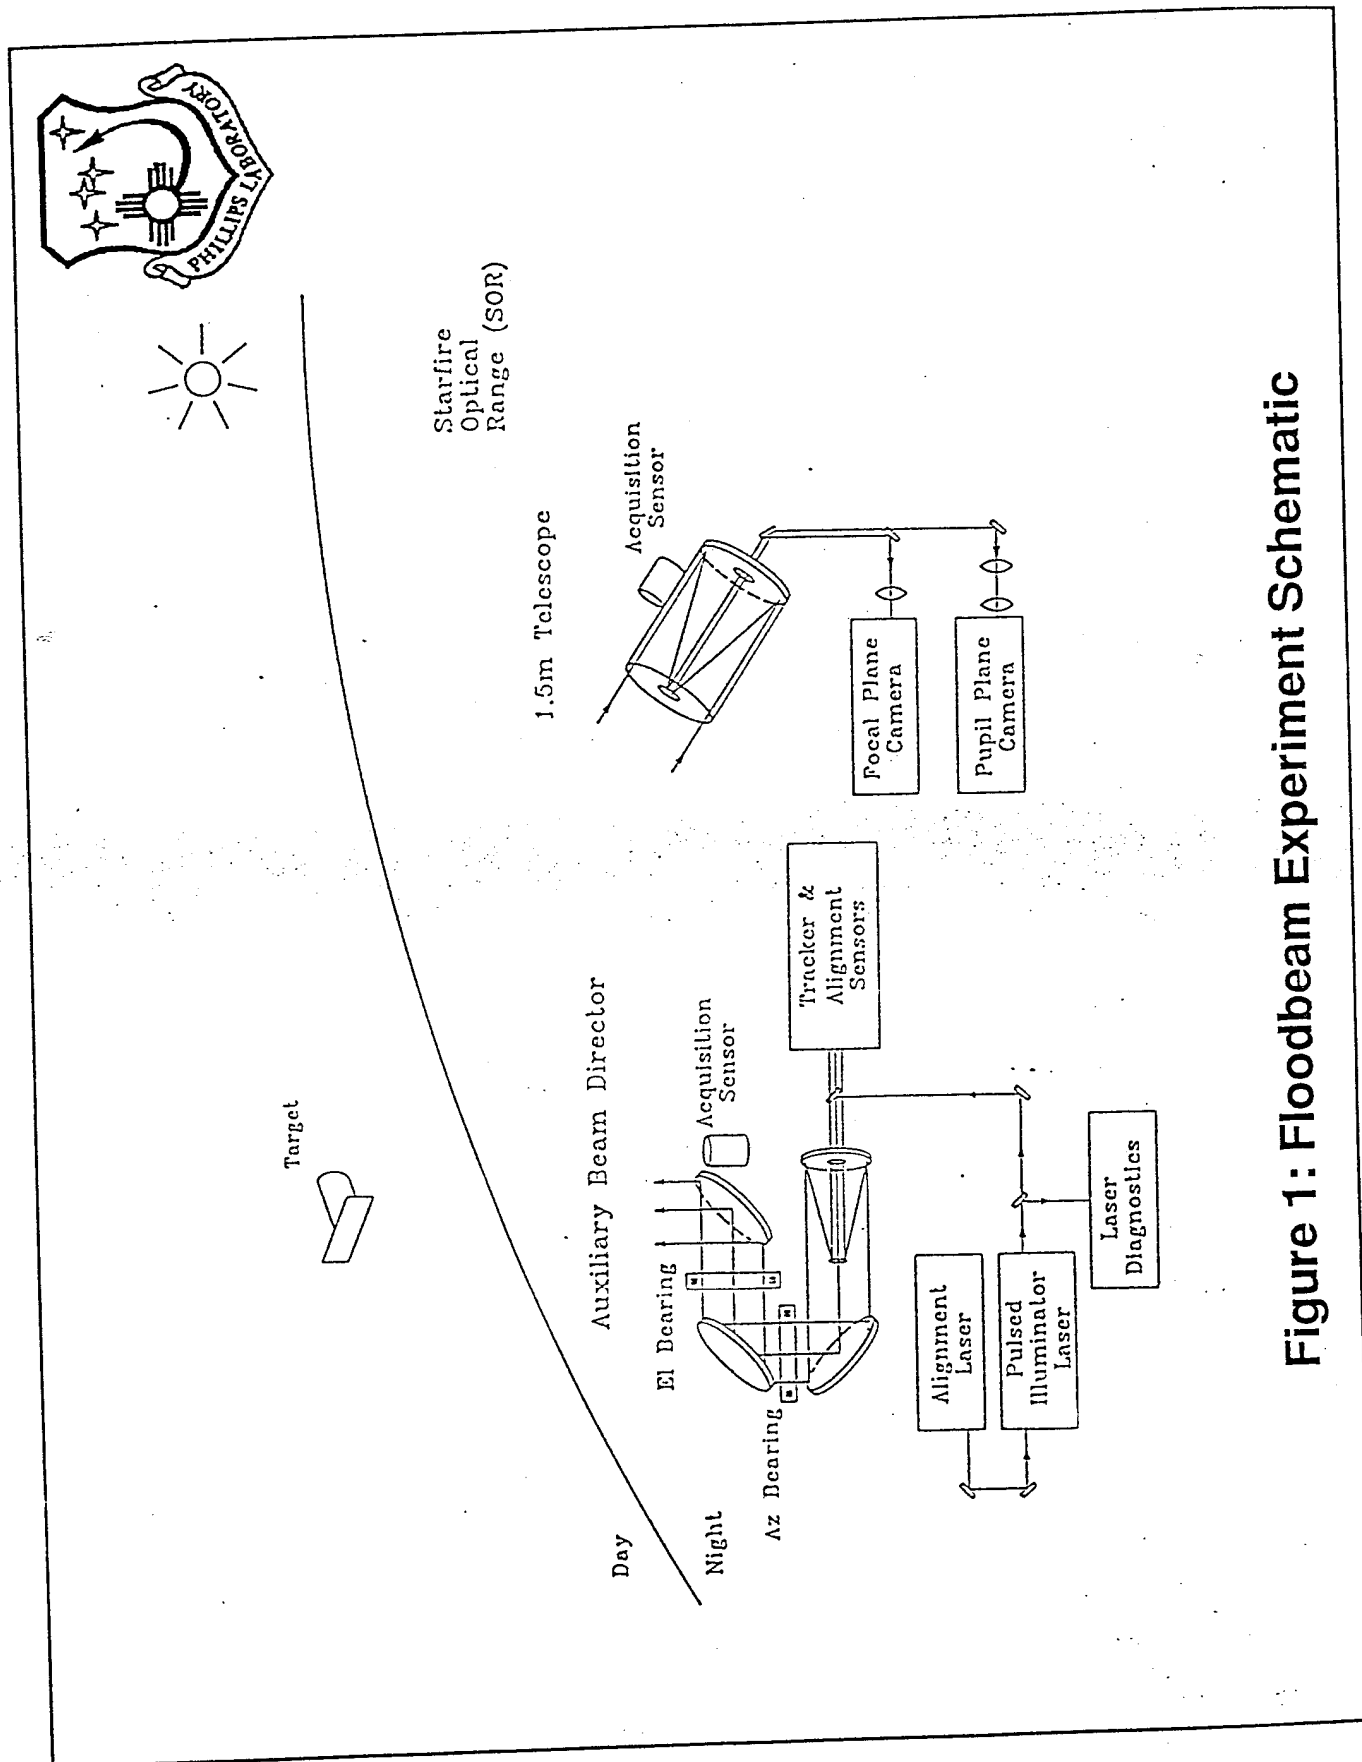 PHILLIPS LABORATORY
Starfire
Optical
Range (SOR)
Target
Day
Night
Auxiliary Beam Director
El Bearing
Az Bearing
Acquisition
Sensor
Tracker &
Alignment
Sensors
Alignment
Laser
Pulsed
Illuminator
Laser
Laser
Diagnostics
1.5m Telescope
Acquisition
Sensor
Focal Plane
Camera
Pupil Plane
Camera
Figure 1: Floodbeam Experiment Schematic